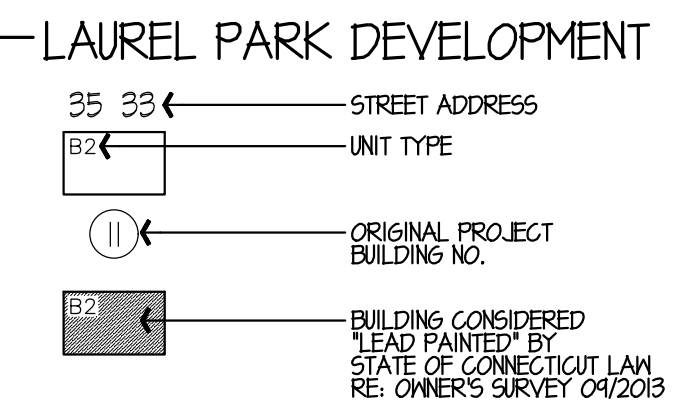 LAUREL PARK DEVELOPMENT
35 33 STREET ADDRESS
B2 UNIT TYPE
11 ORIGINAL PROJECT
BUILDING NO.
B2
BUILDING CONSIDERED
"LEAD PAINTED" BY
STATE OF CONNECTICUT LAW
RE: OWNER'S SURVEY 09/2013